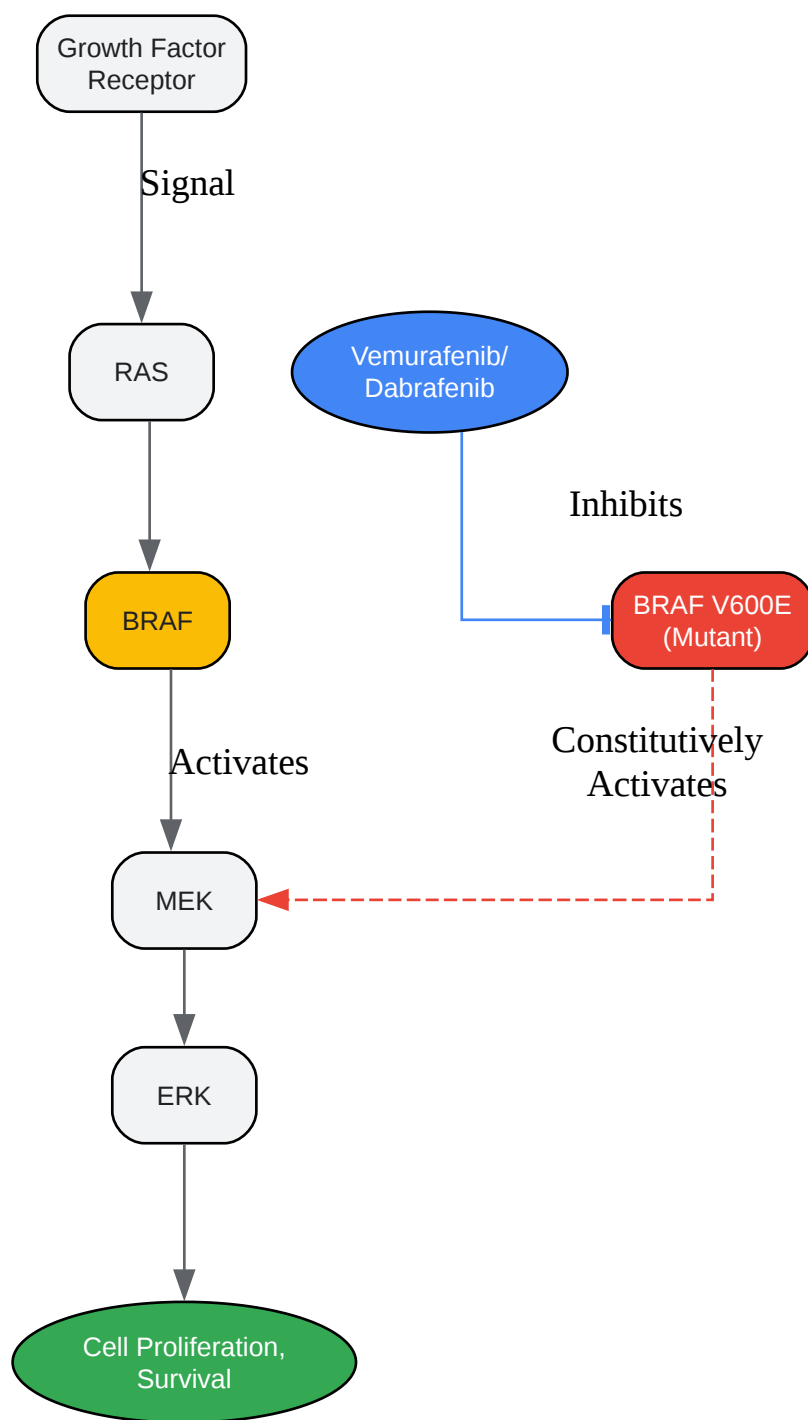 Growth Factor
Receptor
Signal
RAS
Vemurafenib/
Dabrafenib
Inhibits
BRAF
BRAF V600E
(Mutant)
Activates
Constitutively
Activates
MEK
ERK
Cell Proliferation,
Survival